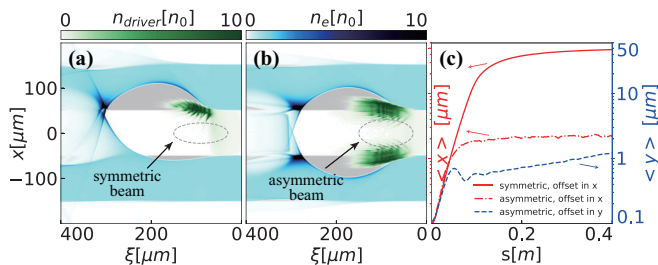 n_driver[n_0]
n_e[n_0]
0 10 0 100
(a) (b) (c)
x [μm]
100
0
−100
symmetric
beam
asymmetric
beam
400 200 0
ξ[μm]
400 200 0
ξ[μm]
<x> [μm]
symmetric, offset in x
asymmetric, offset in x
asymmetric, offset in y
0 0.2 0.4
s[m]
50
10
1
0.1
<y> [μm]